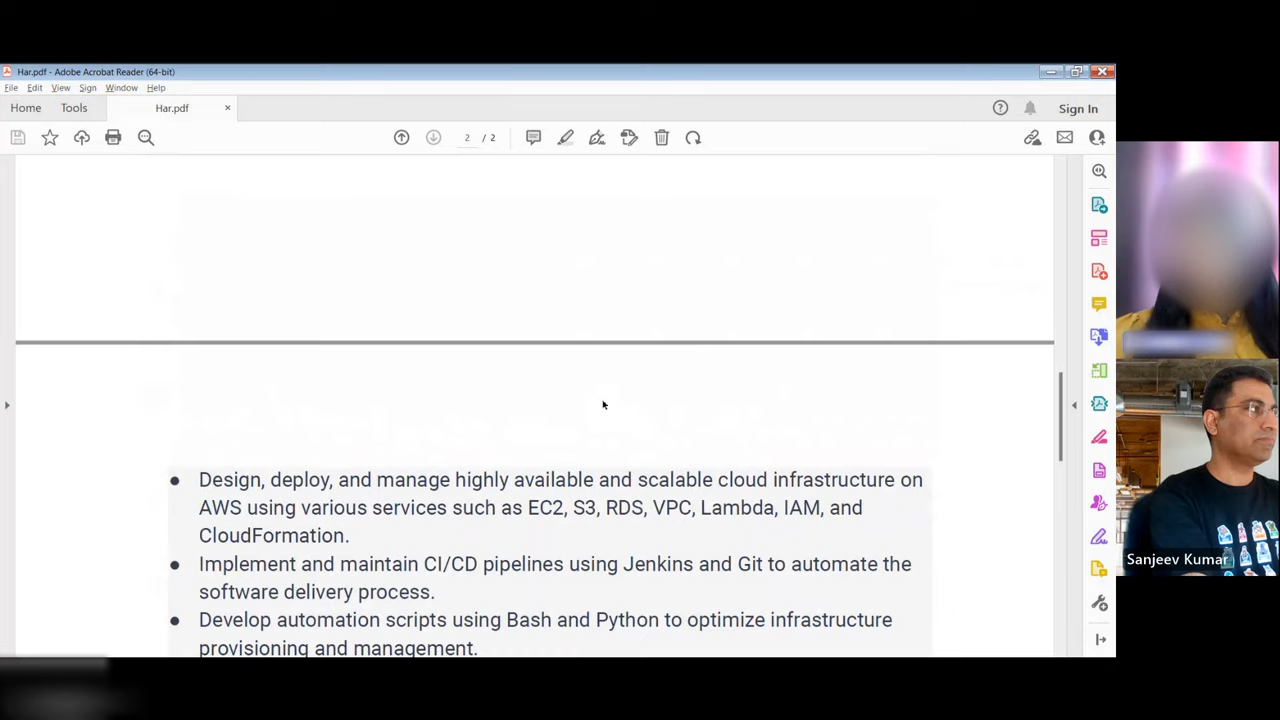 Har.pdf - Adobe Acrobat Reader (64-bit)
File Edit View Sign Window Help
Home Tools Har.pdf × Sign In
2 / 2
● Design, deploy, and manage highly available and scalable cloud infrastructure on
AWS using various services such as EC2, S3, RDS, VPC, Lambda, IAM, and
CloudFormation.
● Implement and maintain CI/CD pipelines using Jenkins and Git to automate the
software delivery process.
● Develop automation scripts using Bash and Python to optimize infrastructure
provisioning and management.
Sanjeev Kumar